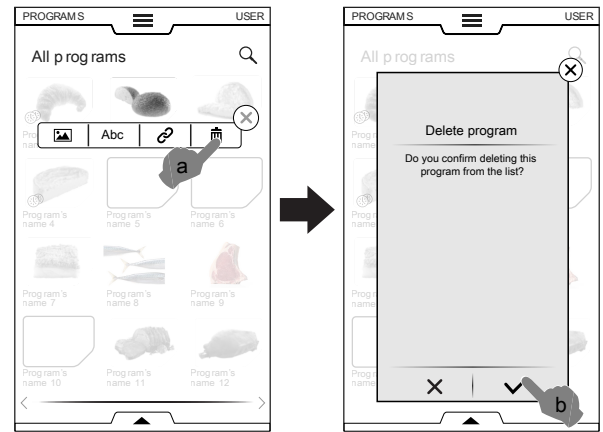 PROGRAMS USER
All programs
Prog
name
Abc
a
Program's
name 4
Program's
name 5
Program's
name 6
Program's
name 7
Program's
name 8
Program's
name 9
Program's
name 10
Program's
name 11
Program's
name 12
PROGRAMS USER
All programs
Delete program
Do you confirm deleting this
program from the list?
b